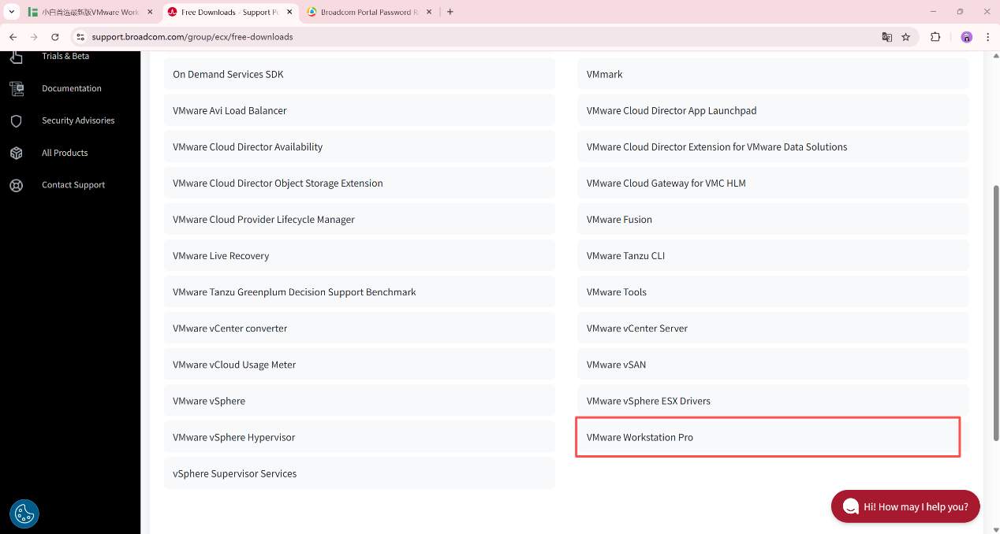 小白首选最新版VMware Work
Free Downloads - Support Po
Broadcom Portal Password R
support.broadcom.com/group/ecx/free-downloads
Trials & Beta
Documentation
Security Advisories
All Products
Contact Support
On Demand Services SDK
VMmark
VMware Avi Load Balancer
VMware Cloud Director App Launchpad
VMware Cloud Director Availability
VMware Cloud Director Extension for VMware Data Solutions
VMware Cloud Director Object Storage Extension
VMware Cloud Gateway for VMC HLM
VMware Cloud Provider Lifecycle Manager
VMware Fusion
VMware Live Recovery
VMware Tanzu CLI
VMware Tanzu Greenplum Decision Support Benchmark
VMware Tools
VMware vCenter converter
VMware vCenter Server
VMware vCloud Usage Meter
VMware vSAN
VMware vSphere
VMware vSphere ESX Drivers
VMware vSphere Hypervisor
VMware Workstation Pro
vSphere Supervisor Services
Hi! How may I help you?